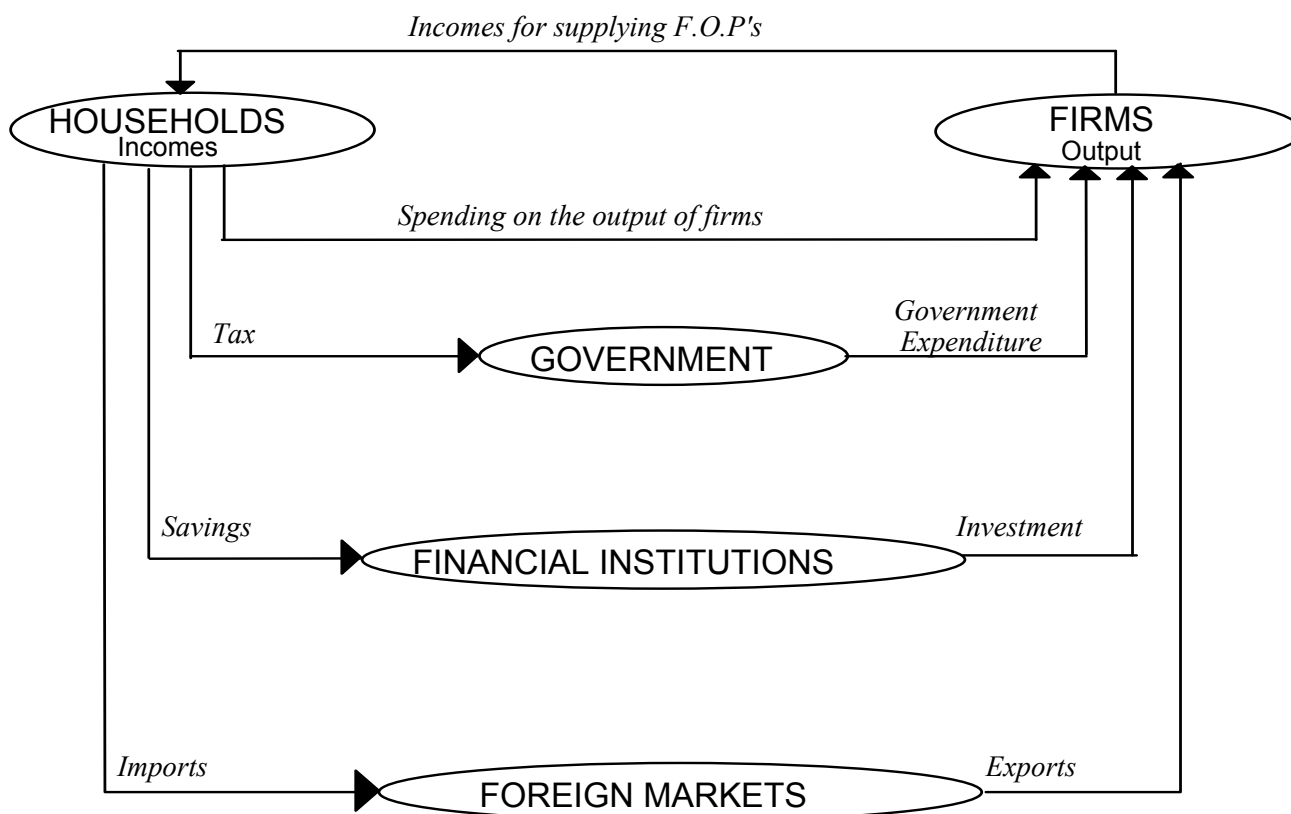 Incomes for supplying F.O.P's
HOUSEHOLDS
Incomes
FIRMS
Output
Spending on the output of firms
Tax
GOVERNMENT
Government
Expenditure
Savings
FINANCIAL INSTITUTIONS
Investment
Imports
FOREIGN MARKETS
Exports